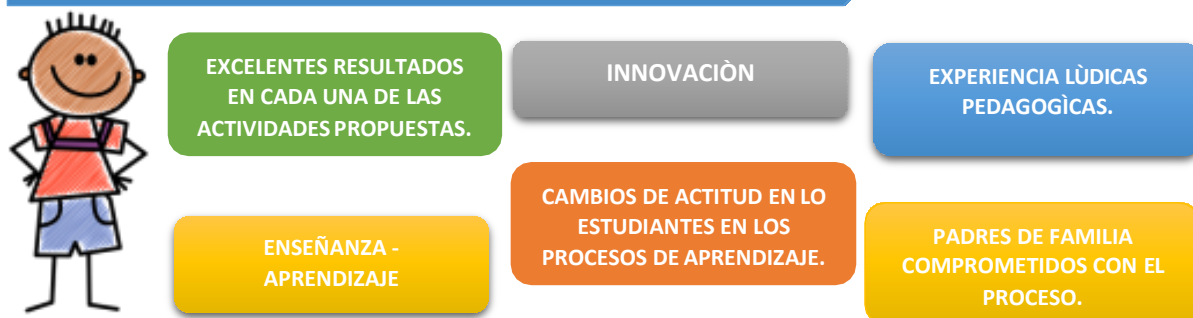 EXCELENTES RESULTADOS
EN CADA UNA DE LAS
ACTIVIDADES PROPUESTAS.
INNOVACIÒN
EXPERIENCIA LÙDICAS
PEDAGOGÌCAS.
ENSEÑANZA -
APRENDIZAJE
CAMBIOS DE ACTITUD EN LO
ESTUDIANTES EN LOS
PROCESOS DE APRENDIZAJE.
PADRES DE FAMILIA
COMPROMETIDOS CON EL
PROCESO.